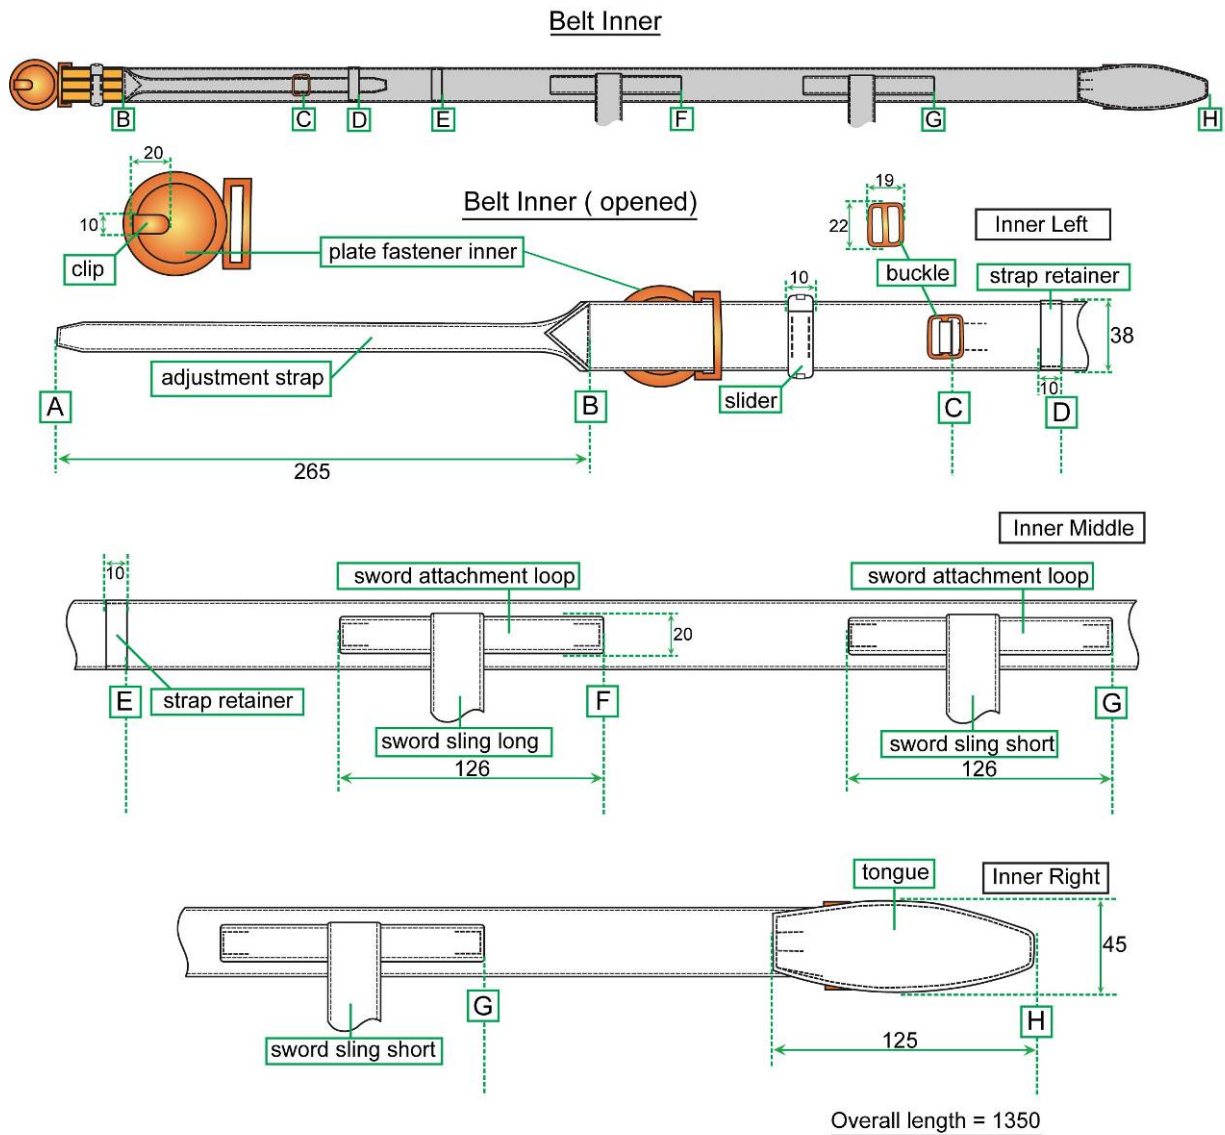 Belt Inner
B
C
D
E
F
G
H
20
10
clip
Belt Inner ( opened)
plate fastener inner
19
22
buckle
Inner Left
strap retainer
10
38
adjustment strap
slider
10
A
B
C
D
265
Inner Middle
10
sword attachment loop
sword attachment loop
20
E
strap retainer
F
G
sword sling long
sword sling short
126
126
tongue
Inner Right
45
G
H
sword sling short
125
Overall length = 1350